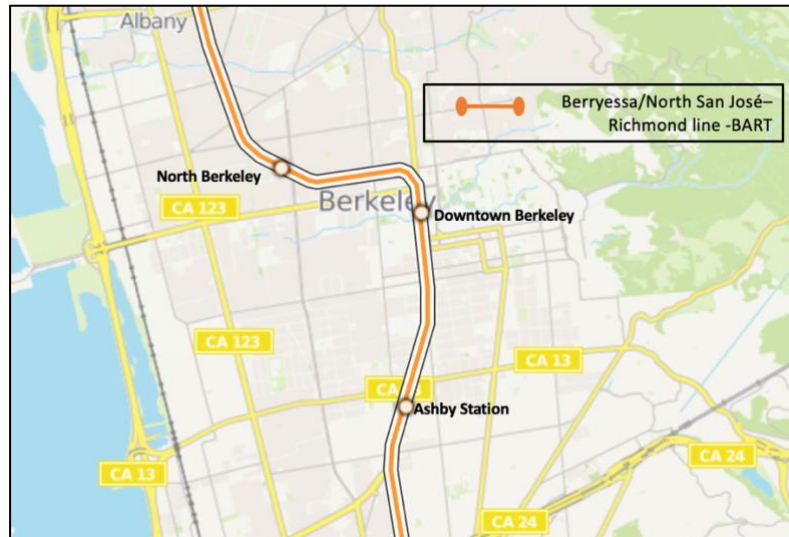 Albany
Berryessa/North San José–
Richmond line -BART
North Berkeley
CA 123
Berkeley
Downtown Berkeley
CA 123
CA 13
Ashby Station
CA 13
CA 24
CA 24